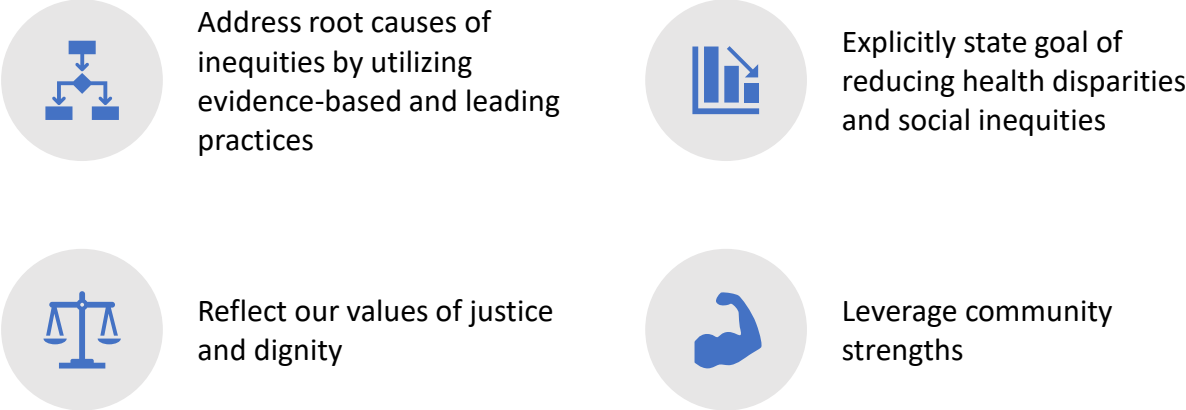 Address root causes of
inequities by utilizing
evidence-based and leading
practices
Explicitly state goal of
reducing health disparities
and social inequities
Reflect our values of justice
and dignity
Leverage community
strengths